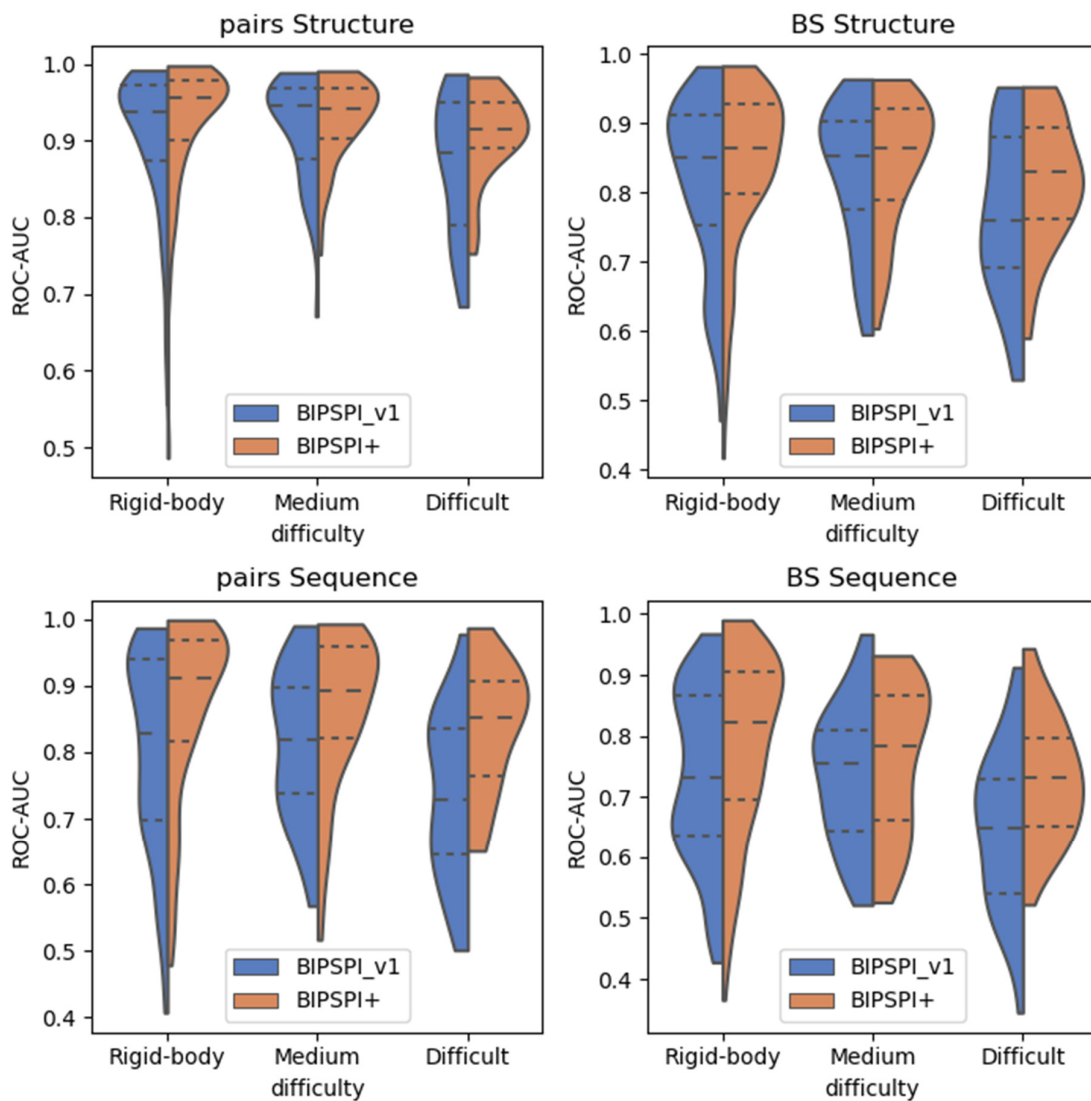 pairs Structure
ROC-AUC
1.0
0.9
0.8
0.7
0.6
0.5
BIPSPI_v1
BIPSPI+
Rigid-body Medium Difficult
difficulty
BS Structure
ROC-AUC
1.0
0.9
0.8
0.7
0.6
0.5
0.4
BIPSPI_v1
BIPSPI+
Rigid-body Medium Difficult
difficulty
pairs Sequence
ROC-AUC
1.0
0.9
0.8
0.7
0.6
0.5
0.4
BIPSPI_v1
BIPSPI+
Rigid-body Medium Difficult
difficulty
BS Sequence
ROC-AUC
1.0
0.9
0.8
0.7
0.6
0.5
0.4
BIPSPI_v1
BIPSPI+
Rigid-body Medium Difficult
difficulty